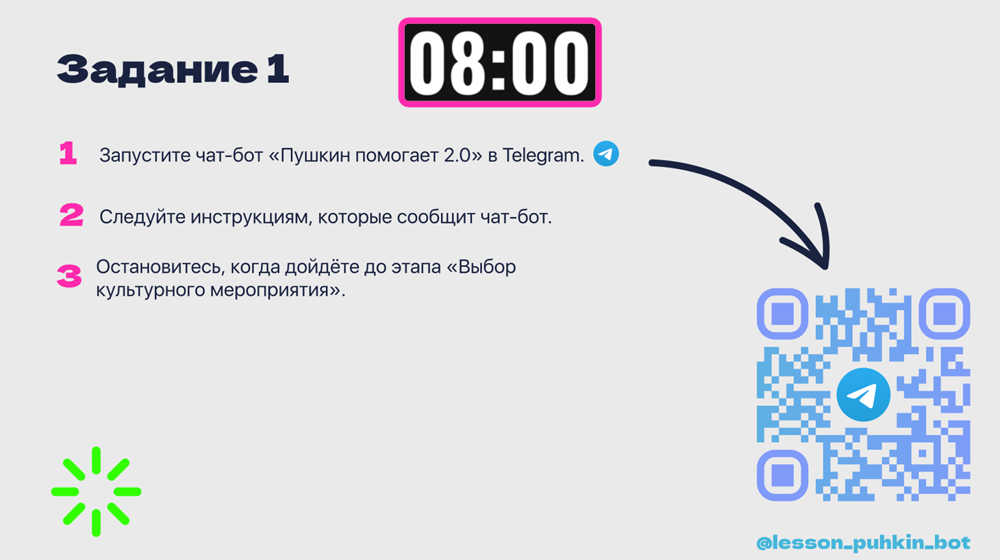 Задание 1
08:00
1 Запустите чат-бот «Пушкин помогает 2.0» в Telegram.
2 Следуйте инструкциям, которые сообщит чат-бот.
3 Остановитесь, когда дойдёте до этапа «Выбор
культурного мероприятия».
@lesson_puhkin_bot